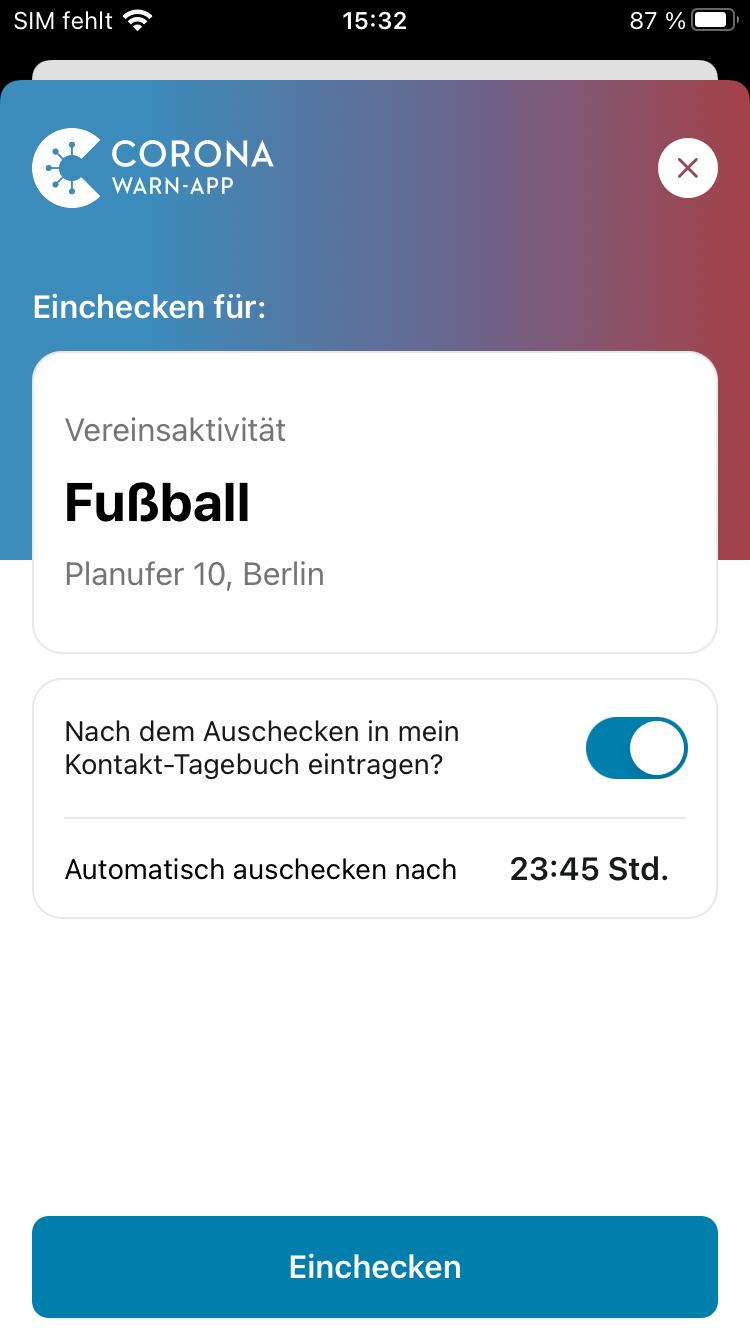 SIM fehlt
15:32
87 %
CORONA
WARN-APP
Einchecken für:
Vereinsaktivität
Fußball
Planufer 10, Berlin
Nach dem Auschecken in mein
Kontakt-Tagebuch eintragen?
Automatisch auschecken nach 23:45 Std.
Einchecken